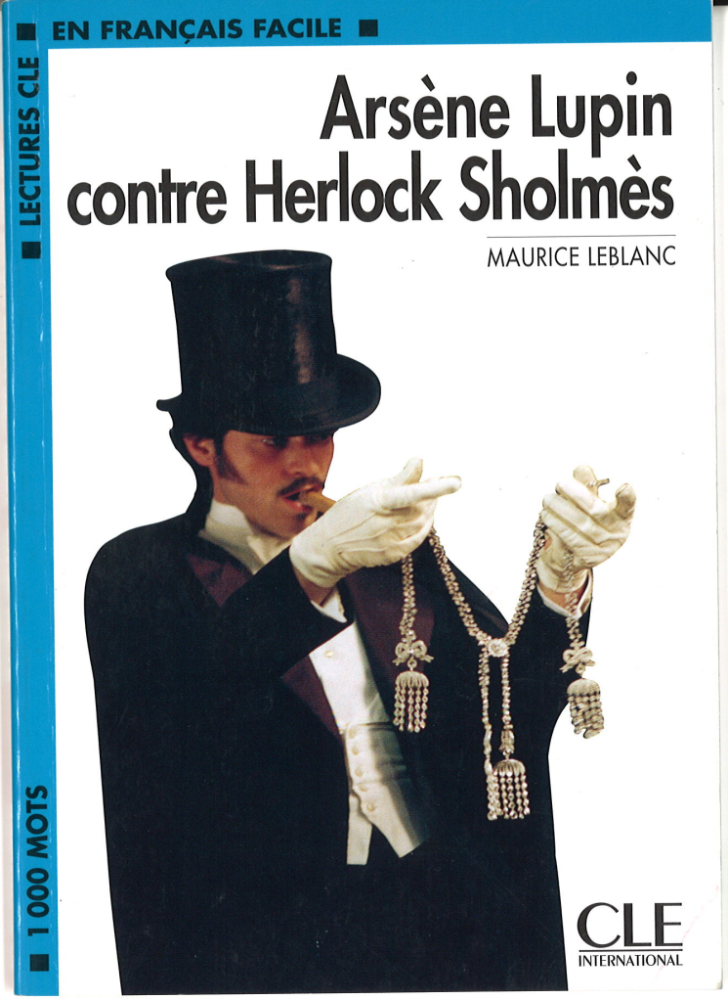 ■ EN FRANÇAIS FACILE ■
■ LECTURES CLE ■
■ 1 000 MOTS
Arsène Lupin
contre Herlock Sholmès
MAURICE LEBLANC
CLE
INTERNATIONAL